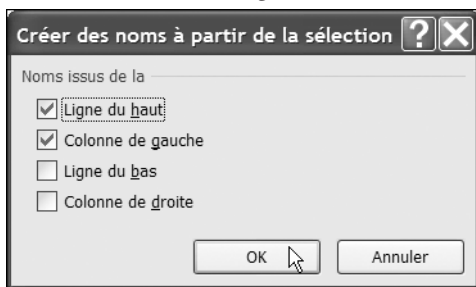 Créer des noms à partir de la sélection ?
Noms issus de la
Ligne du haut
Colonne de gauche
Ligne du bas
Colonne de droite
OK Annuler